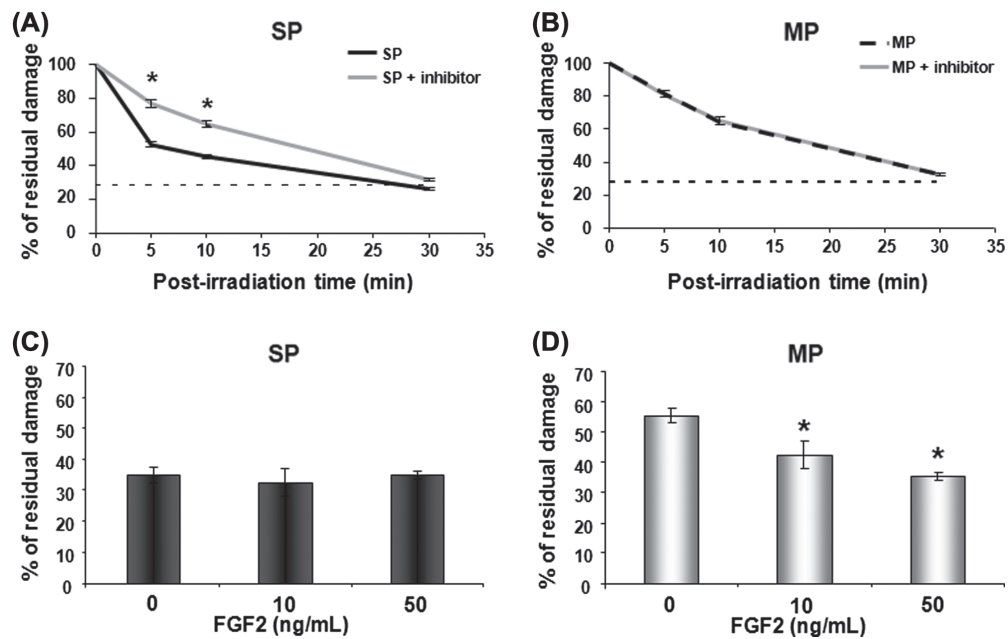 (A)
SP
SP
SP + inhibitor
% of residual damage
100
80
60
40
20
0
*
*
0 5 10 15 20 25 30 35
Post-irradiation time (min)
(B)
MP
MP
MP + inhibitor
% of residual damage
100
80
60
40
20
0
0 5 10 15 20 25 30 35
Post-irradiation time (min)
(C)
SP
% of residual damage
70
60
50
40
30
20
10
0
0 10 50
FGF2 (ng/mL)
(D)
MP
% of residual damage
70
60
50
40
30
20
10
0
*
*
0 10 50
FGF2 (ng/mL)